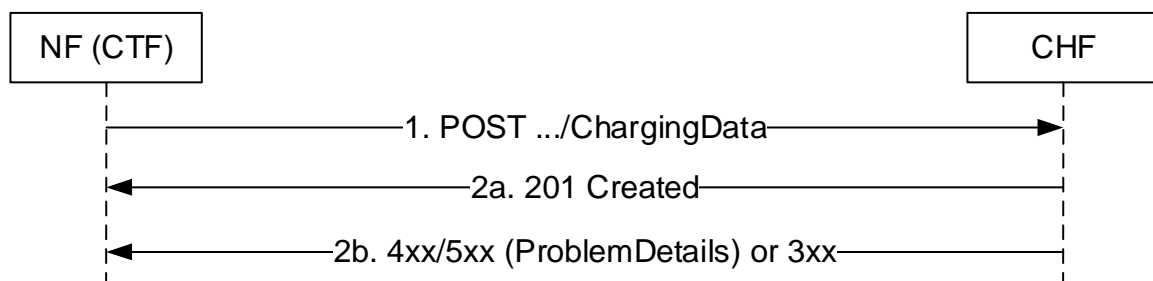 NF (CTF)
CHF
1. POST .../ChargingData
2a. 201 Created
2b. 4xx/5xx (ProblemDetails) or 3xx